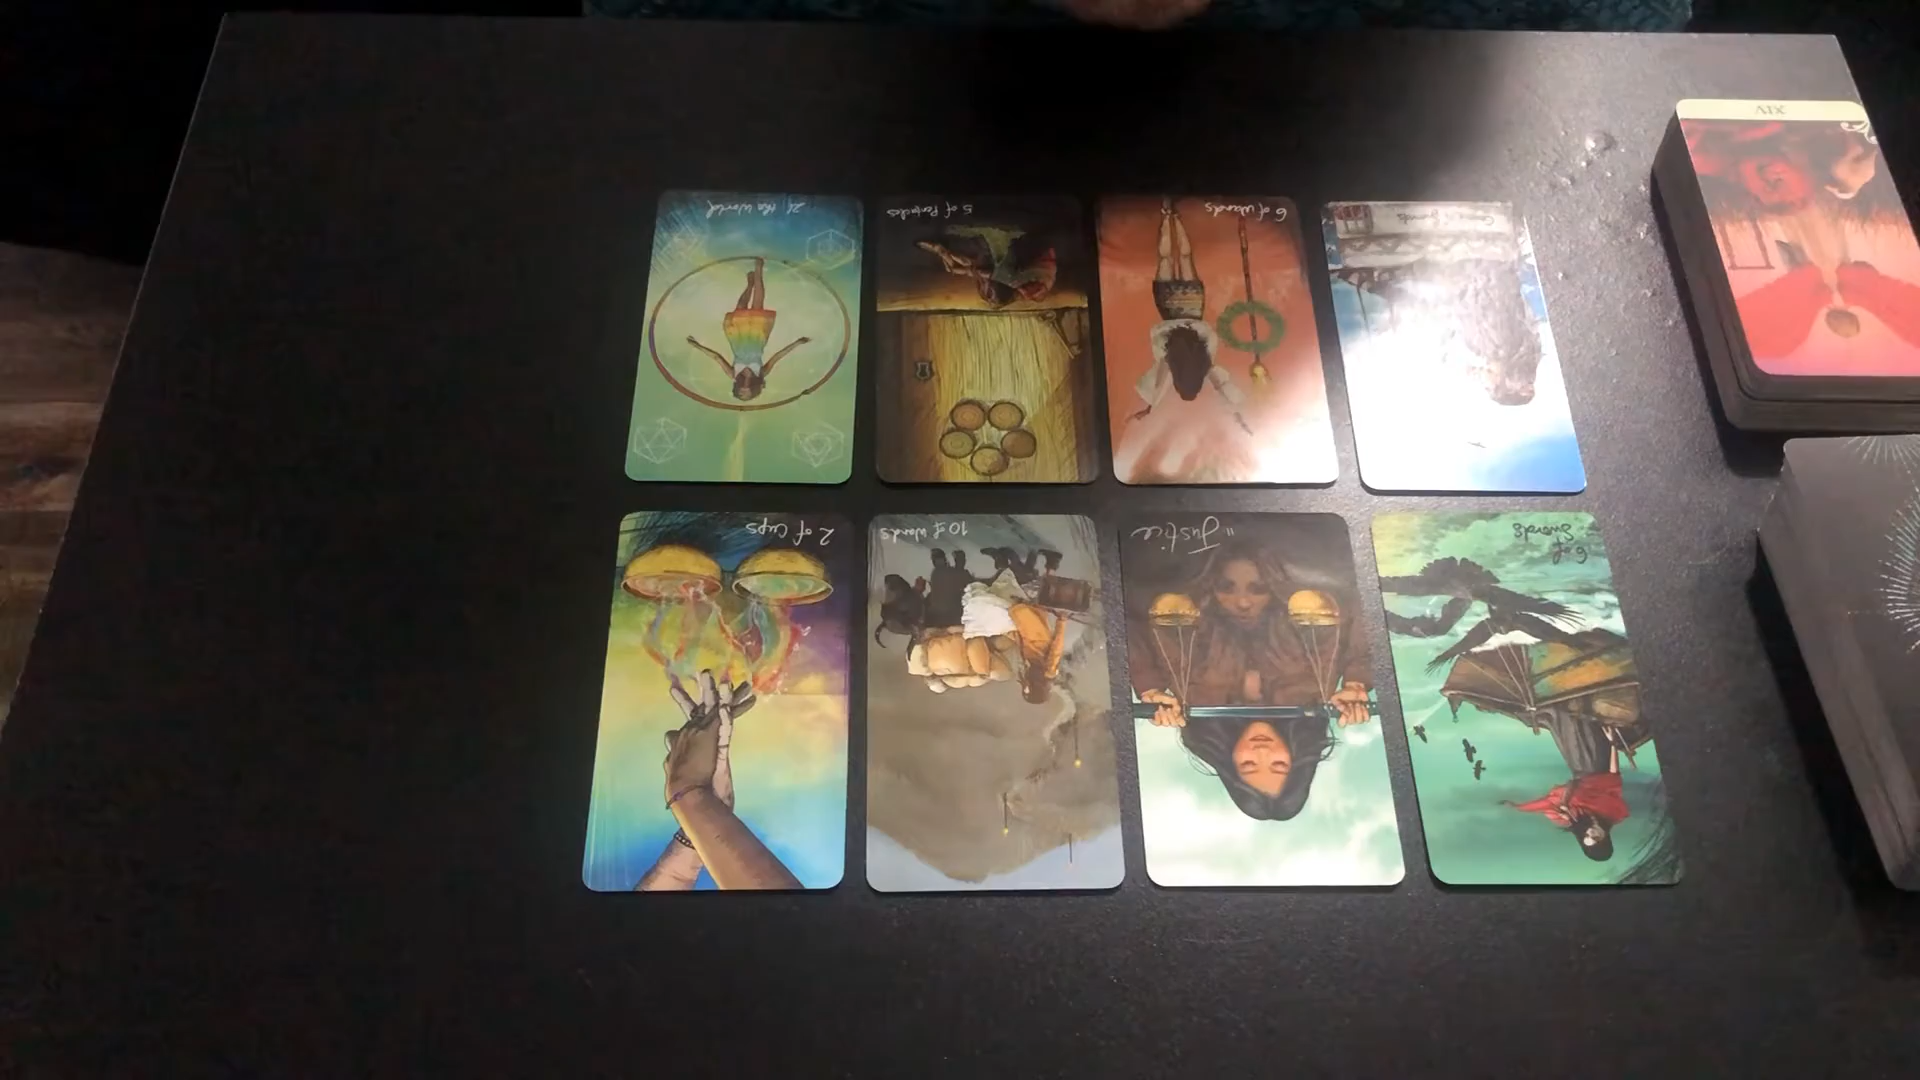 21 the World
5 of Pentacles
6 of Wands
XIV
2 of Cups
10 of Wands
11 Justice
6 of
Swords